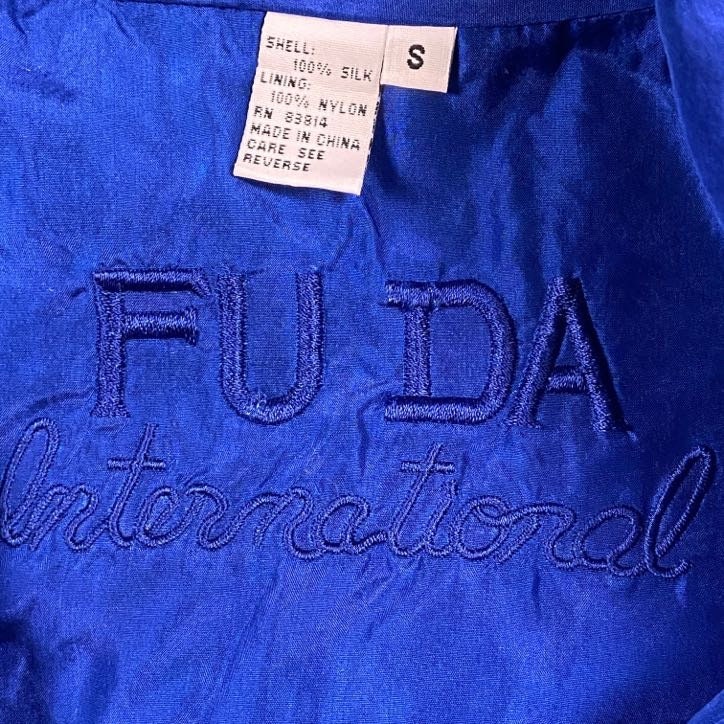 SHELL:
100% SILK
LINING:
100% NYLON
RN 83814
MADE IN CHINA
CARE SEE
REVERSE
S
FU DA
International